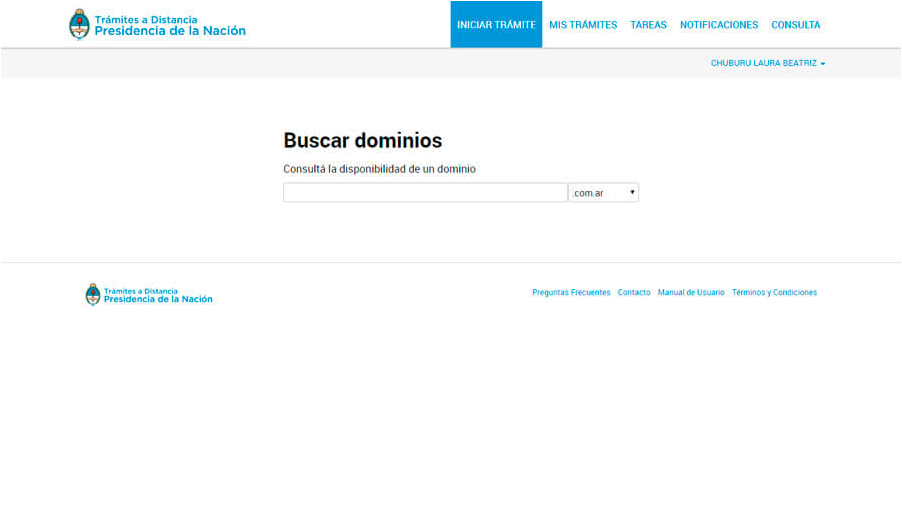 Trámites a Distancia
Presidencia de la Nación
INICIAR TRÁMITE MIS TRÁMITES TAREAS NOTIFICACIONES CONSULTA
CHUBURU LAURA BEATRIZ
Buscar dominios
Consultá la disponibilidad de un dominio
.com.ar
Trámites a Distancia
Presidencia de la Nación
Preguntas Frecuentes Contacto Manual de Usuario Términos y Condiciones